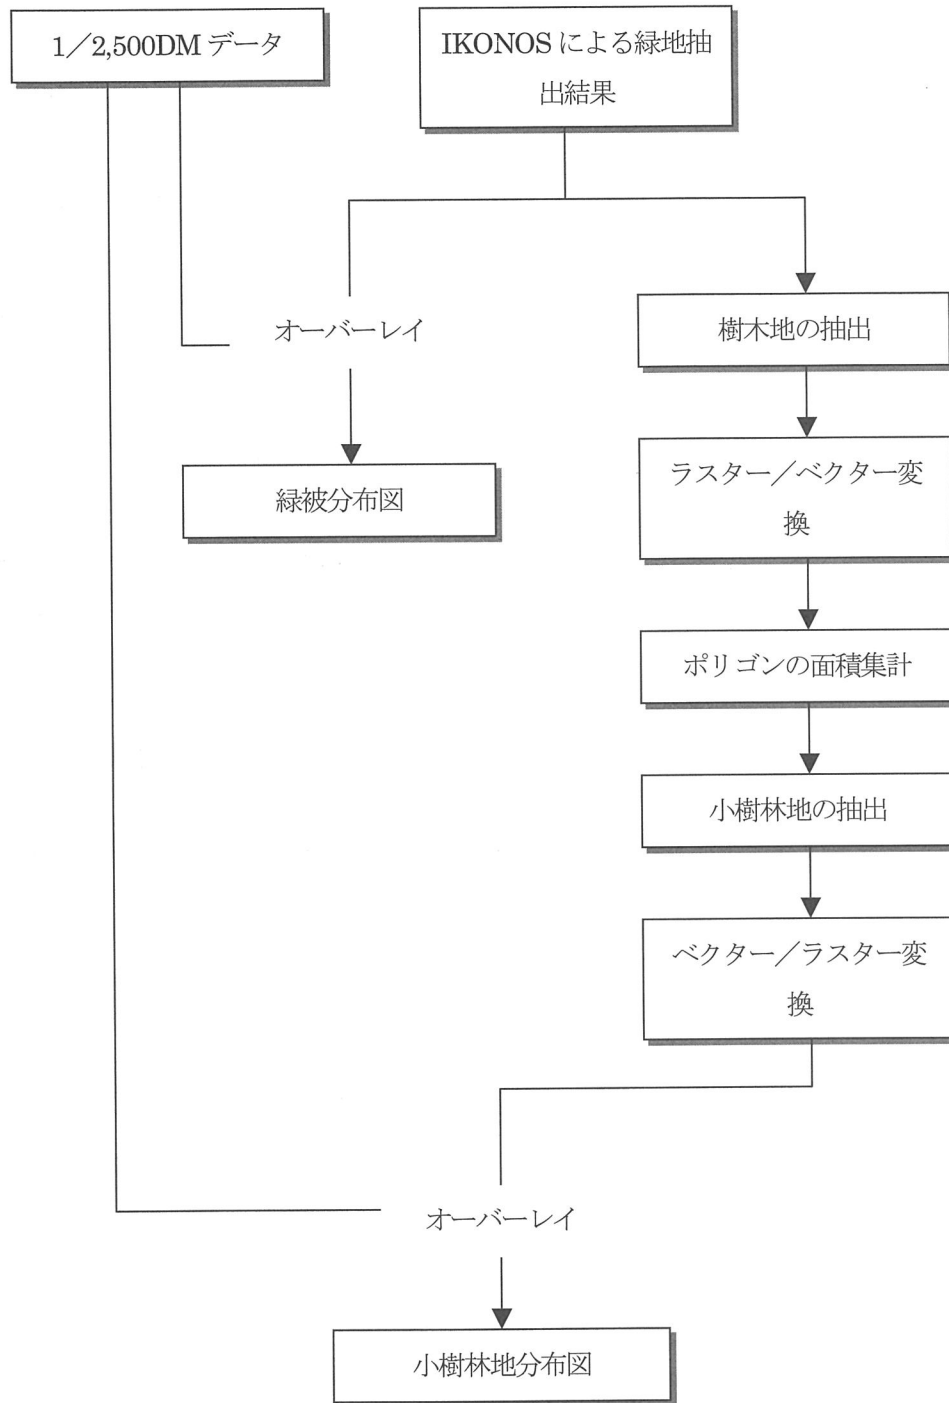 1／2,500DM データ
IKONOS による緑地抽
出結果
オーバーレイ
樹木地の抽出
ラスター／ベクター変
換
緑被分布図
ポリゴンの面積集計
小樹林地の抽出
ベクター／ラスター変
換
オーバーレイ
小樹林地分布図